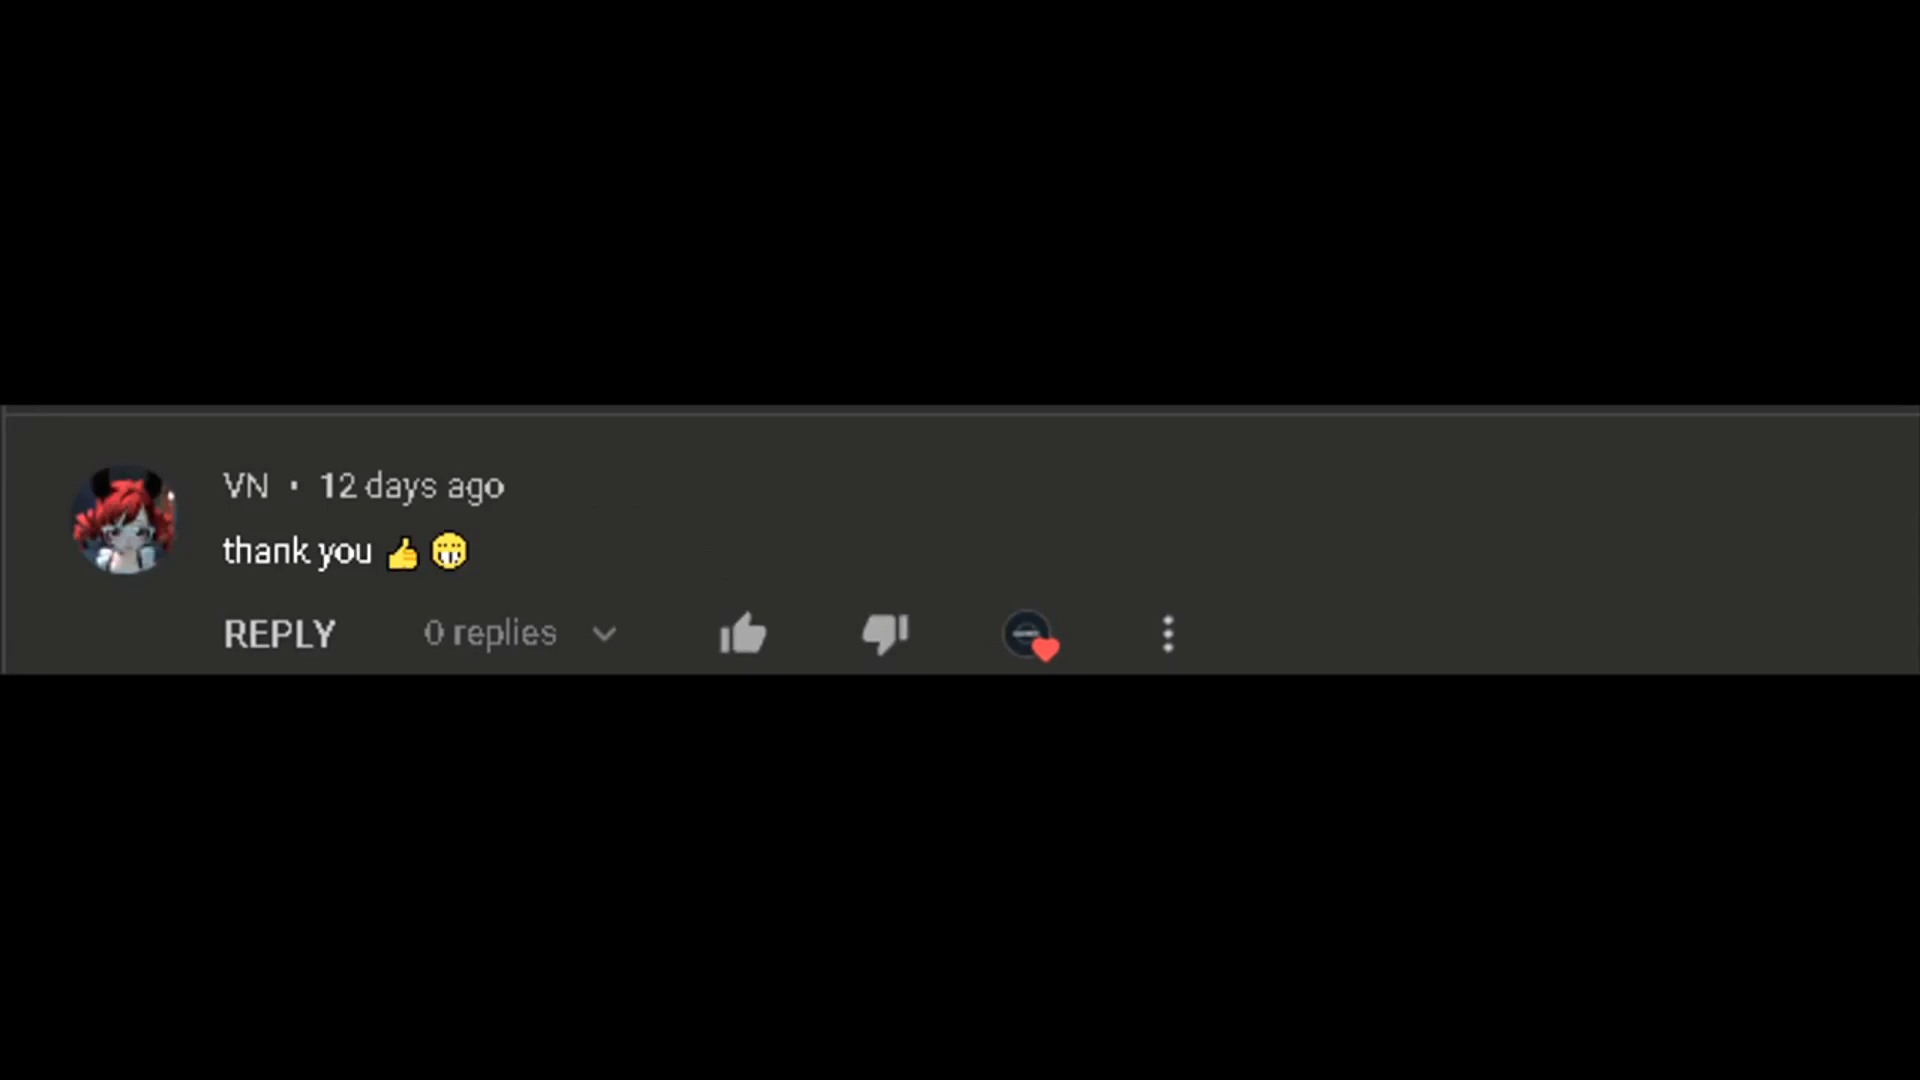 VN • 12 days ago
thank you 👍 😁
REPLY 0 replies